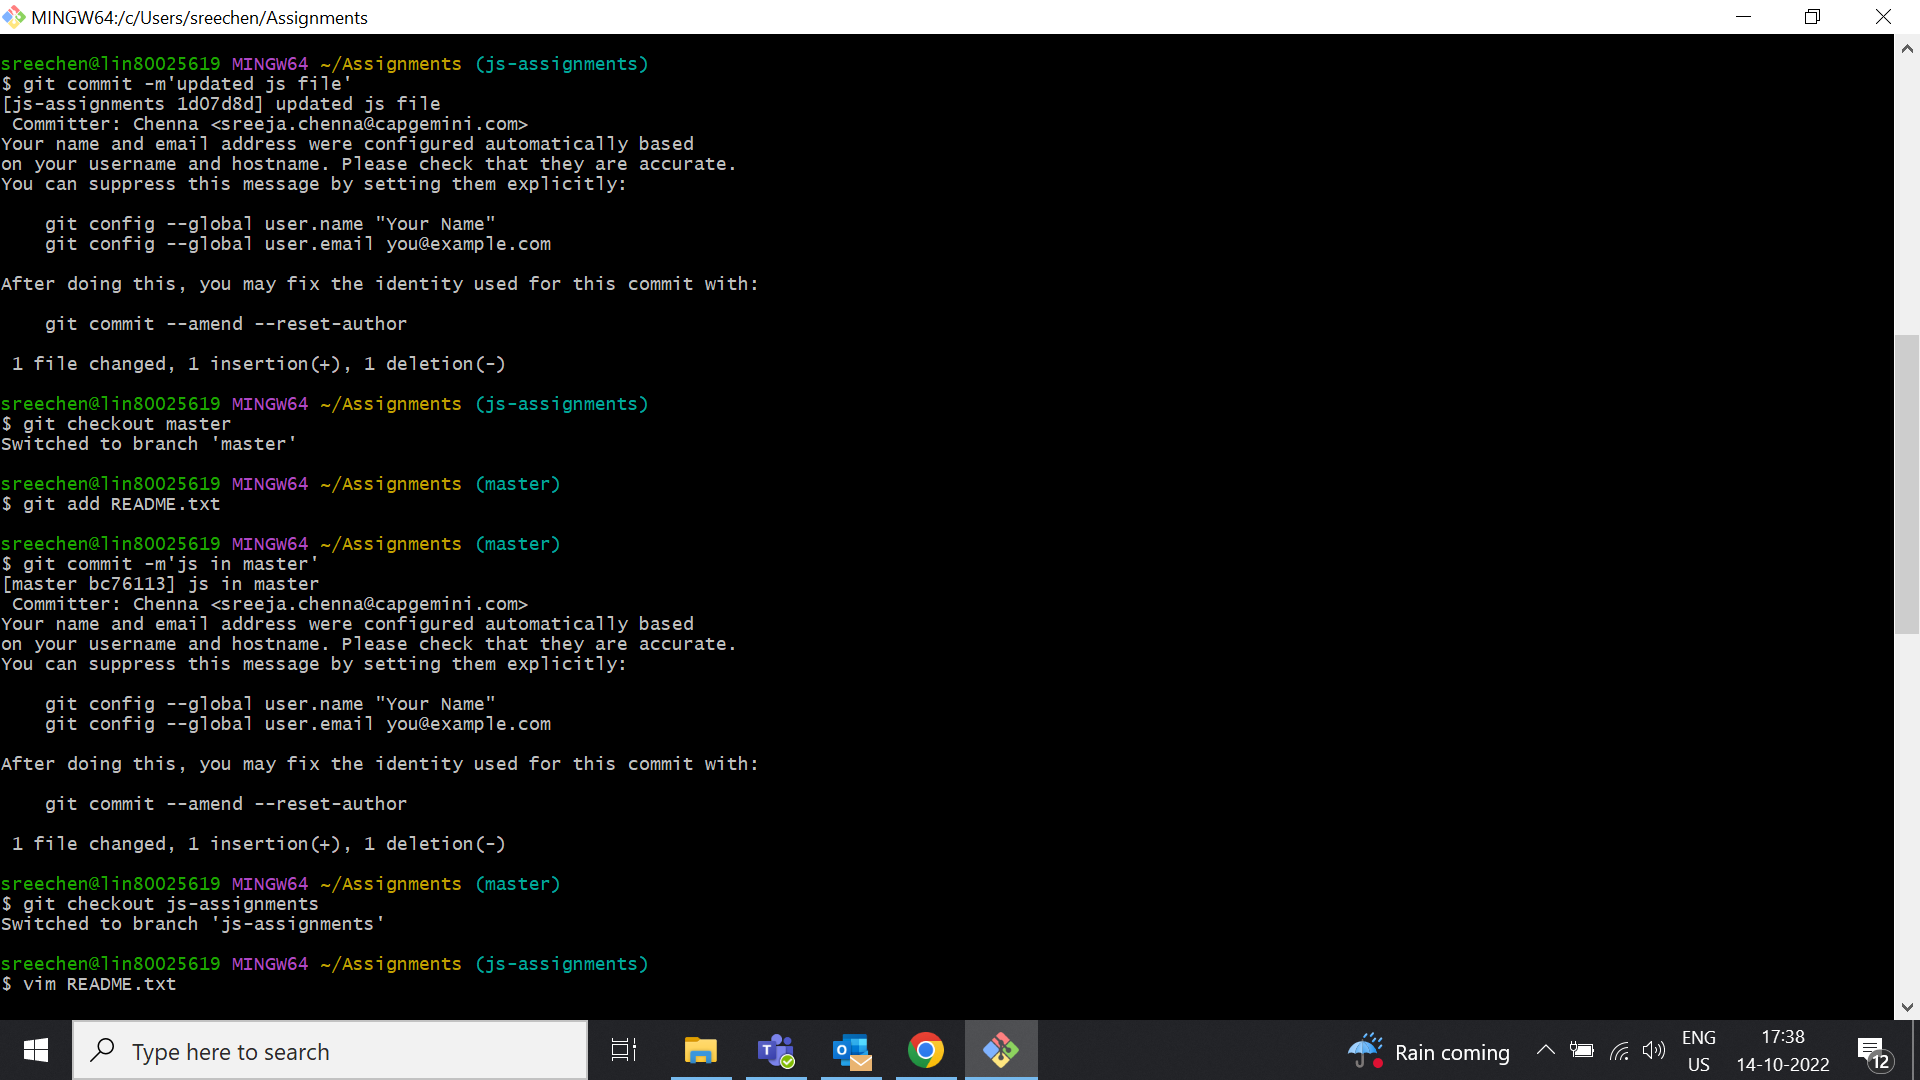 MINGW64:/c/Users/sreechen/Assignments
sreechen@lin80025619 MINGW64 ~/Assignments (js-assignments)
$ git commit -m'updated js file'
[js-assignments 1d07d8d] updated js file
 Committer: Chenna <sreeja.chenna@capgemini.com>
Your name and email address were configured automatically based
on your username and hostname. Please check that they are accurate.
You can suppress this message by setting them explicitly:
    git config --global user.name "Your Name"
    git config --global user.email you@example.com
After doing this, you may fix the identity used for this commit with:
    git commit --amend --reset-author
 1 file changed, 1 insertion(+), 1 deletion(-)
sreechen@lin80025619 MINGW64 ~/Assignments (js-assignments)
$ git checkout master
Switched to branch 'master'
sreechen@lin80025619 MINGW64 ~/Assignments (master)
$ git add README.txt
sreechen@lin80025619 MINGW64 ~/Assignments (master)
$ git commit -m'js in master'
[master bc76113] js in master
 Committer: Chenna <sreeja.chenna@capgemini.com>
Your name and email address were configured automatically based
on your username and hostname. Please check that they are accurate.
You can suppress this message by setting them explicitly:
    git config --global user.name "Your Name"
    git config --global user.email you@example.com
After doing this, you may fix the identity used for this commit with:
    git commit --amend --reset-author
 1 file changed, 1 insertion(+), 1 deletion(-)
sreechen@lin80025619 MINGW64 ~/Assignments (master)
$ git checkout js-assignments
Switched to branch 'js-assignments'
sreechen@lin80025619 MINGW64 ~/Assignments (js-assignments)
$ vim README.txt
Type here to search
Rain coming
ENG
US
17:38
14-10-2022
12